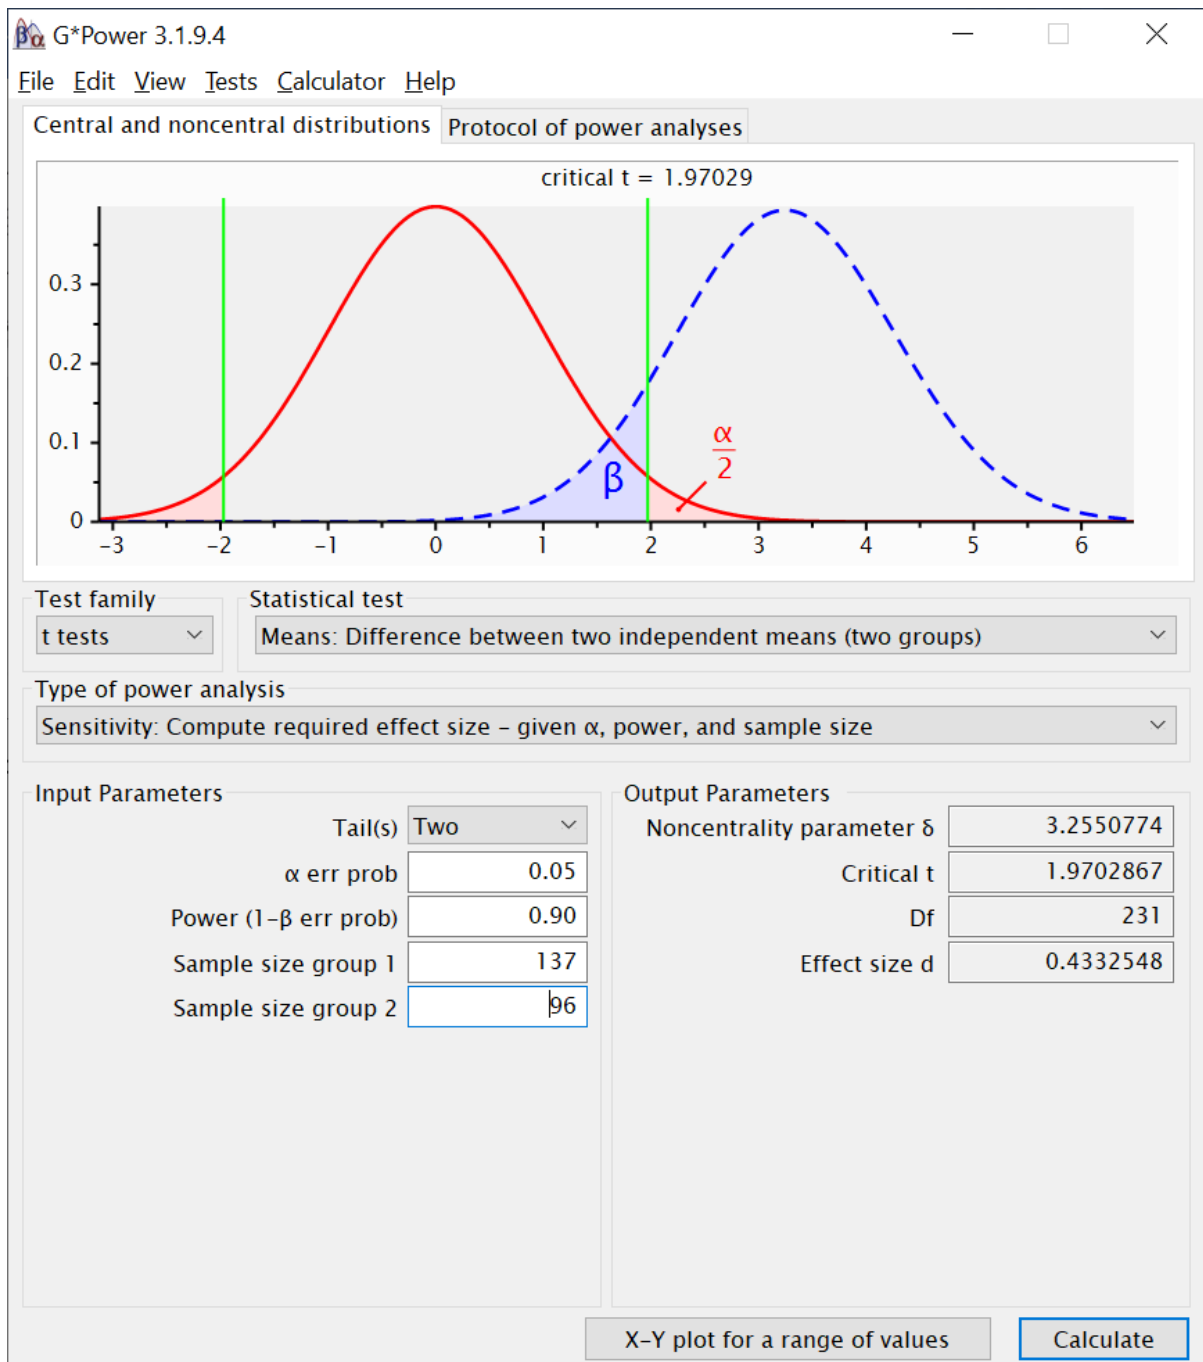 G*Power 3.1.9.4
File Edit View Tests Calculator Help
Central and noncentral distributions Protocol of power analyses
critical t = 1.97029
0.3
0.2
0.1
0
β
α
2
-3 -2 -1 0 1 2 3 4 5 6
Test family
t tests
Statistical test
Means: Difference between two independent means (two groups)
Type of power analysis
Sensitivity: Compute required effect size – given α, power, and sample size
Input Parameters
Tail(s) Two
α err prob 0.05
Power (1-β err prob) 0.90
Sample size group 1 137
Sample size group 2 96
Output Parameters
Noncentrality parameter δ 3.2550774
Critical t 1.9702867
Df 231
Effect size d 0.4332548
X-Y plot for a range of values Calculate